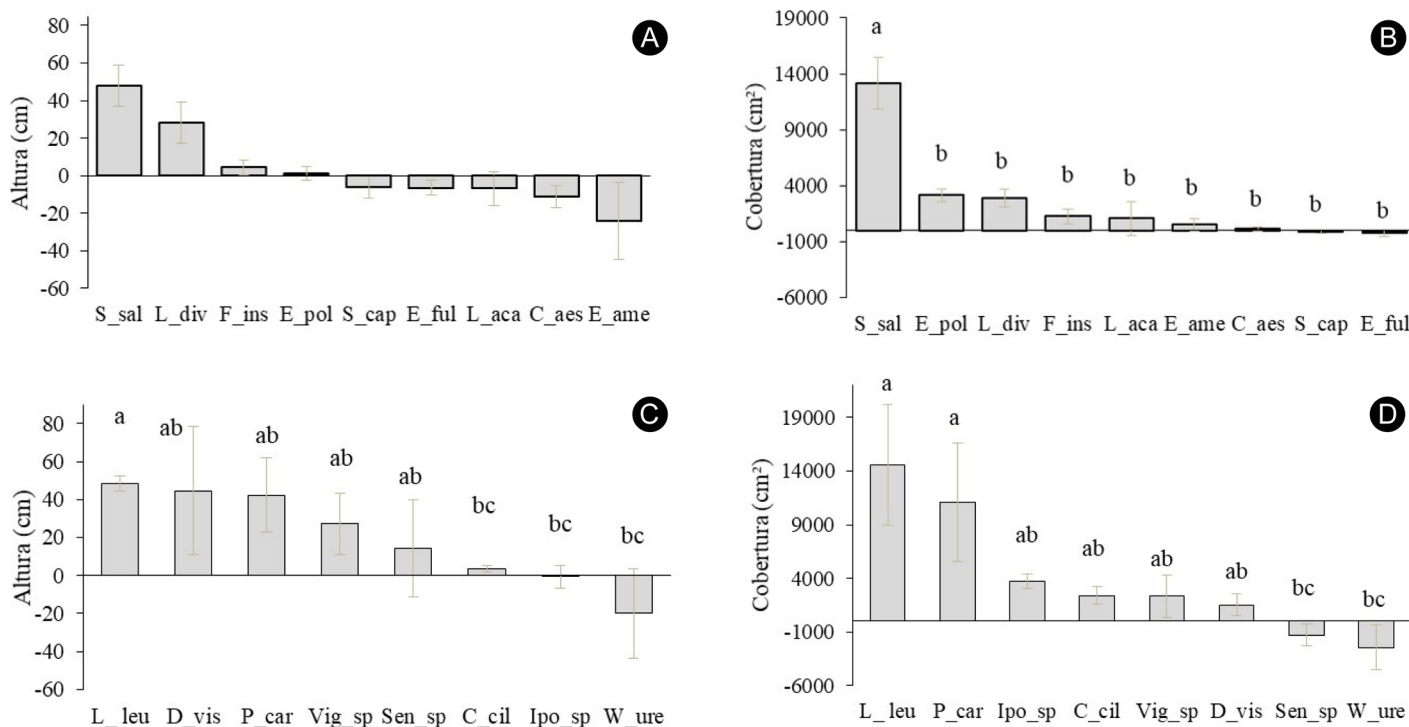 A
80
60
40
20
0
-20
-40
-60
Altura (cm)
S_sal L_div F_ins E_pol S_cap E_ful L_aca C_aes E_ame
B
19000
14000
9000
4000
-1000
-6000
Cobertura (cm²)
a b b b b b b b b
S_sal E_pol L_div F_ins L_aca E_ame C_aes S_cap E_ful
C
80
60
40
20
0
-20
-40
-60
Altura (cm)
a ab ab ab ab bc bc bc
L_ leu D_vis P_car Vig_sp Sen_sp C_cil Ipo_sp W_ure
D
19000
14000
9000
4000
-1000
-6000
Cobertura (cm²)
a a ab ab ab ab bc bc
L_ leu P_car Ipo_sp C_cil Vig_sp D_vis Sen_sp W_ure